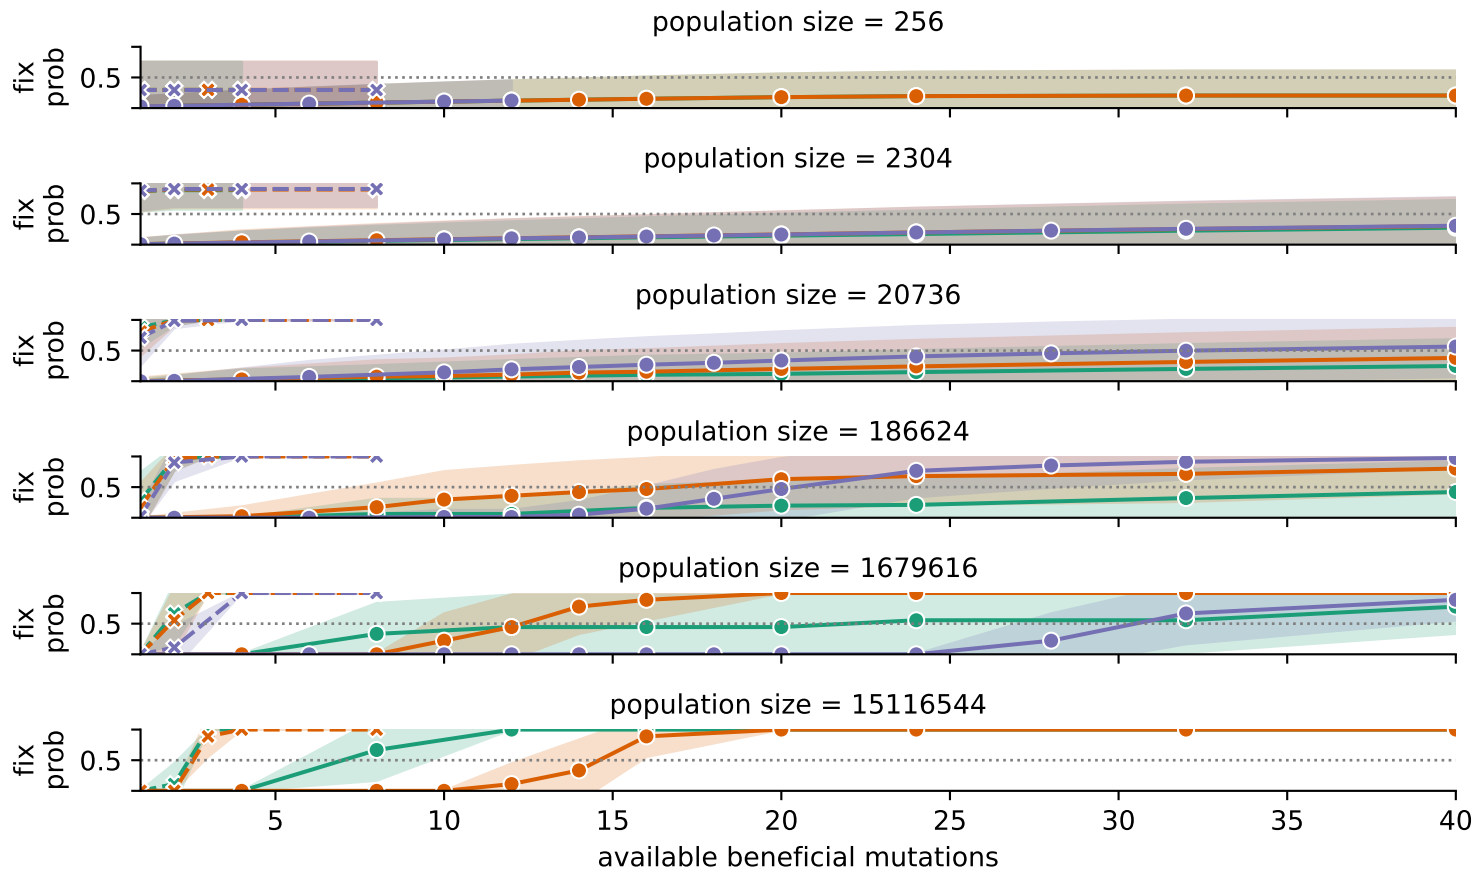 population size = 256
fix
prob
0.5
population size = 2304
fix
prob
0.5
population size = 20736
fix
prob
0.5
population size = 186624
fix
prob
0.5
population size = 1679616
fix
prob
0.5
population size = 15116544
fix
prob
0.5
5 10 15 20 25 30 35 40
available beneficial mutations